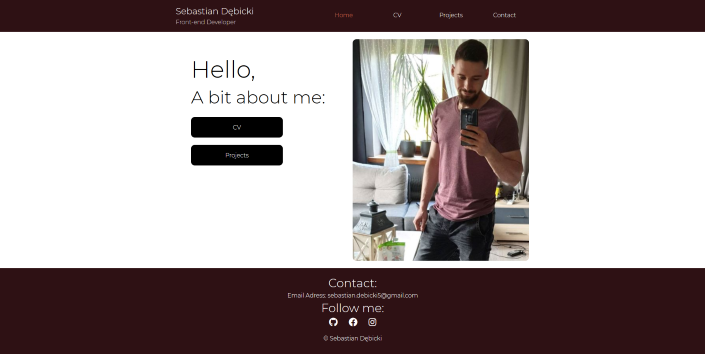 Sebastian Dębicki
Front-end Developer
Home CV Projects Contact
Hello,
A bit about me:
CV
Projects
Contact:
Email Adress: sebastian.debicki5@gmail.com
Follow me:
© Sebastian Dębicki